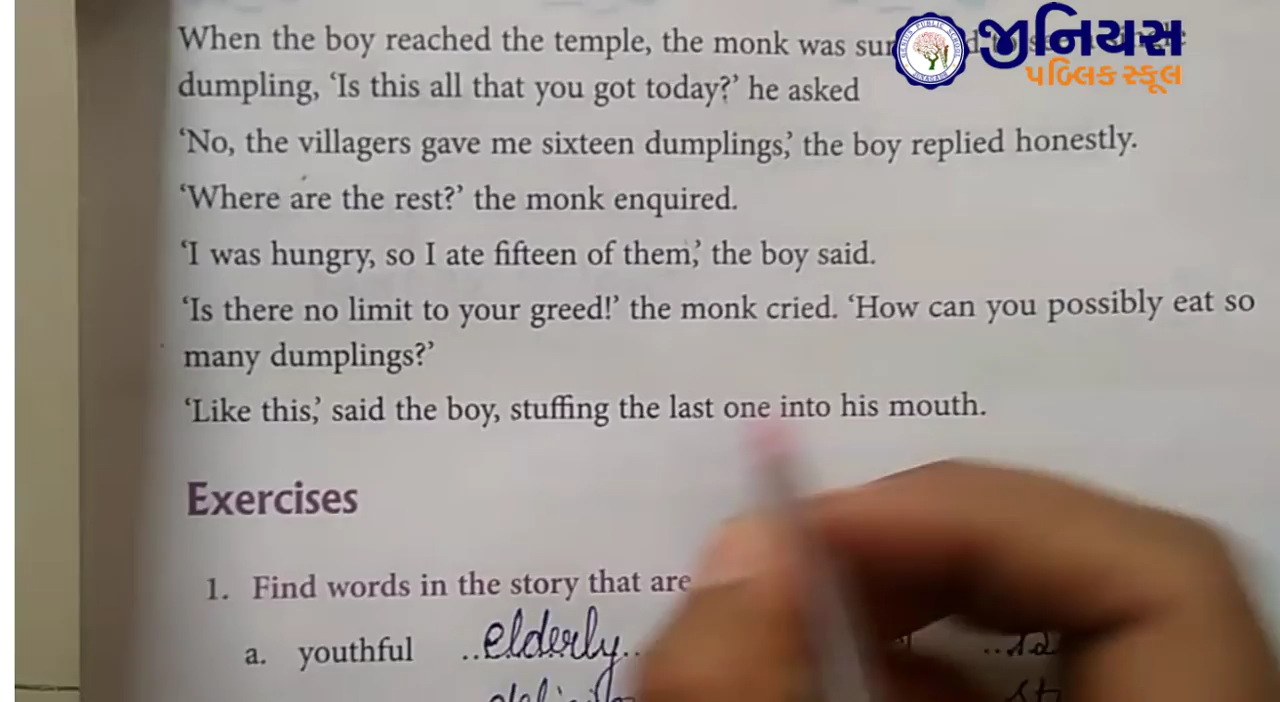 જીનિયસ
પબ્લિક સ્કૂલ
When the boy reached the temple, the monk was
dumpling, ‘Is this all that you got today?’ he asked
‘No, the villagers gave me sixteen dumplings,’ the boy replied honestly.
‘Where are the rest?’ the monk enquired.
‘I was hungry, so I ate fifteen of them,’ the boy said.
‘Is there no limit to your greed!’ the monk cried. ‘How can you possibly eat so
many dumplings?’
‘Like this,’ said the boy, stuffing the last one into his mouth.
Exercises
1. Find words in the story that are
a. youthful ..elderly..